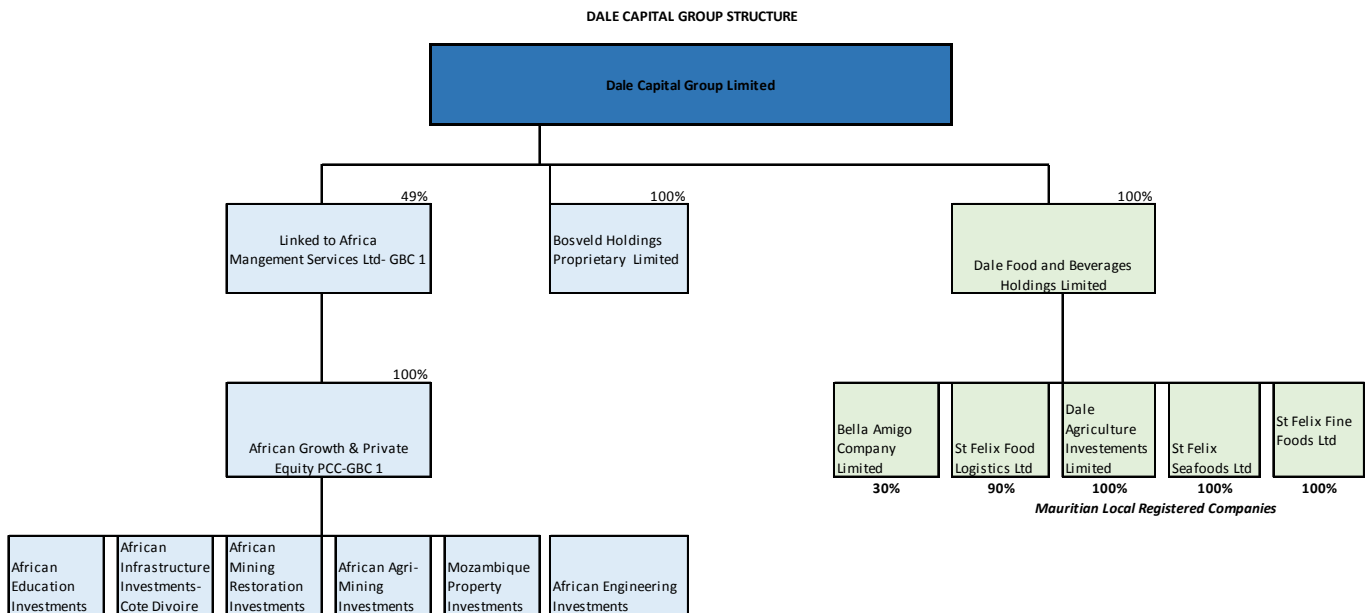 DALE CAPITAL GROUP STRUCTURE
Dale Capital Group Limited
49%
100%
100%
Linked to Africa
Mangement Services Ltd- GBC 1
Bosveld Holdings
Proprietary Limited
Dale Food and Beverages
Holdings Limited
100%
African Growth & Private
Equity PCC-GBC 1
Bella Amigo
Company
Limited
St Felix Food
Logistics Ltd
Dale
Agriculture
Investements
Limited
St Felix
Seafoods Ltd
St Felix Fine
Foods Ltd
30%
90%
100%
100%
100%
Mauritian Local Registered Companies
African
Education
Investments
African
Infrastructure
Investments-
Cote Divoire
African
Mining
Restoration
Investments
African Agri-
Mining
Investments
Mozambique
Property
Investments
African Engineering
Investments